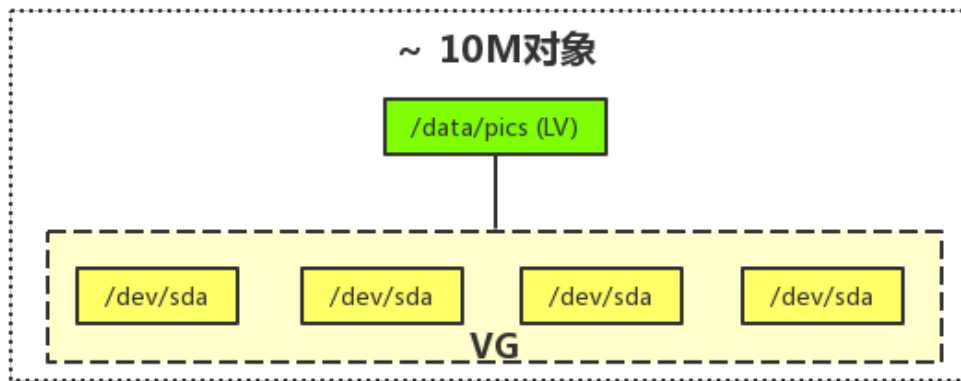 ~ 10M对象
/data/pics (LV)
/dev/sda /dev/sda /dev/sda /dev/sda
VG